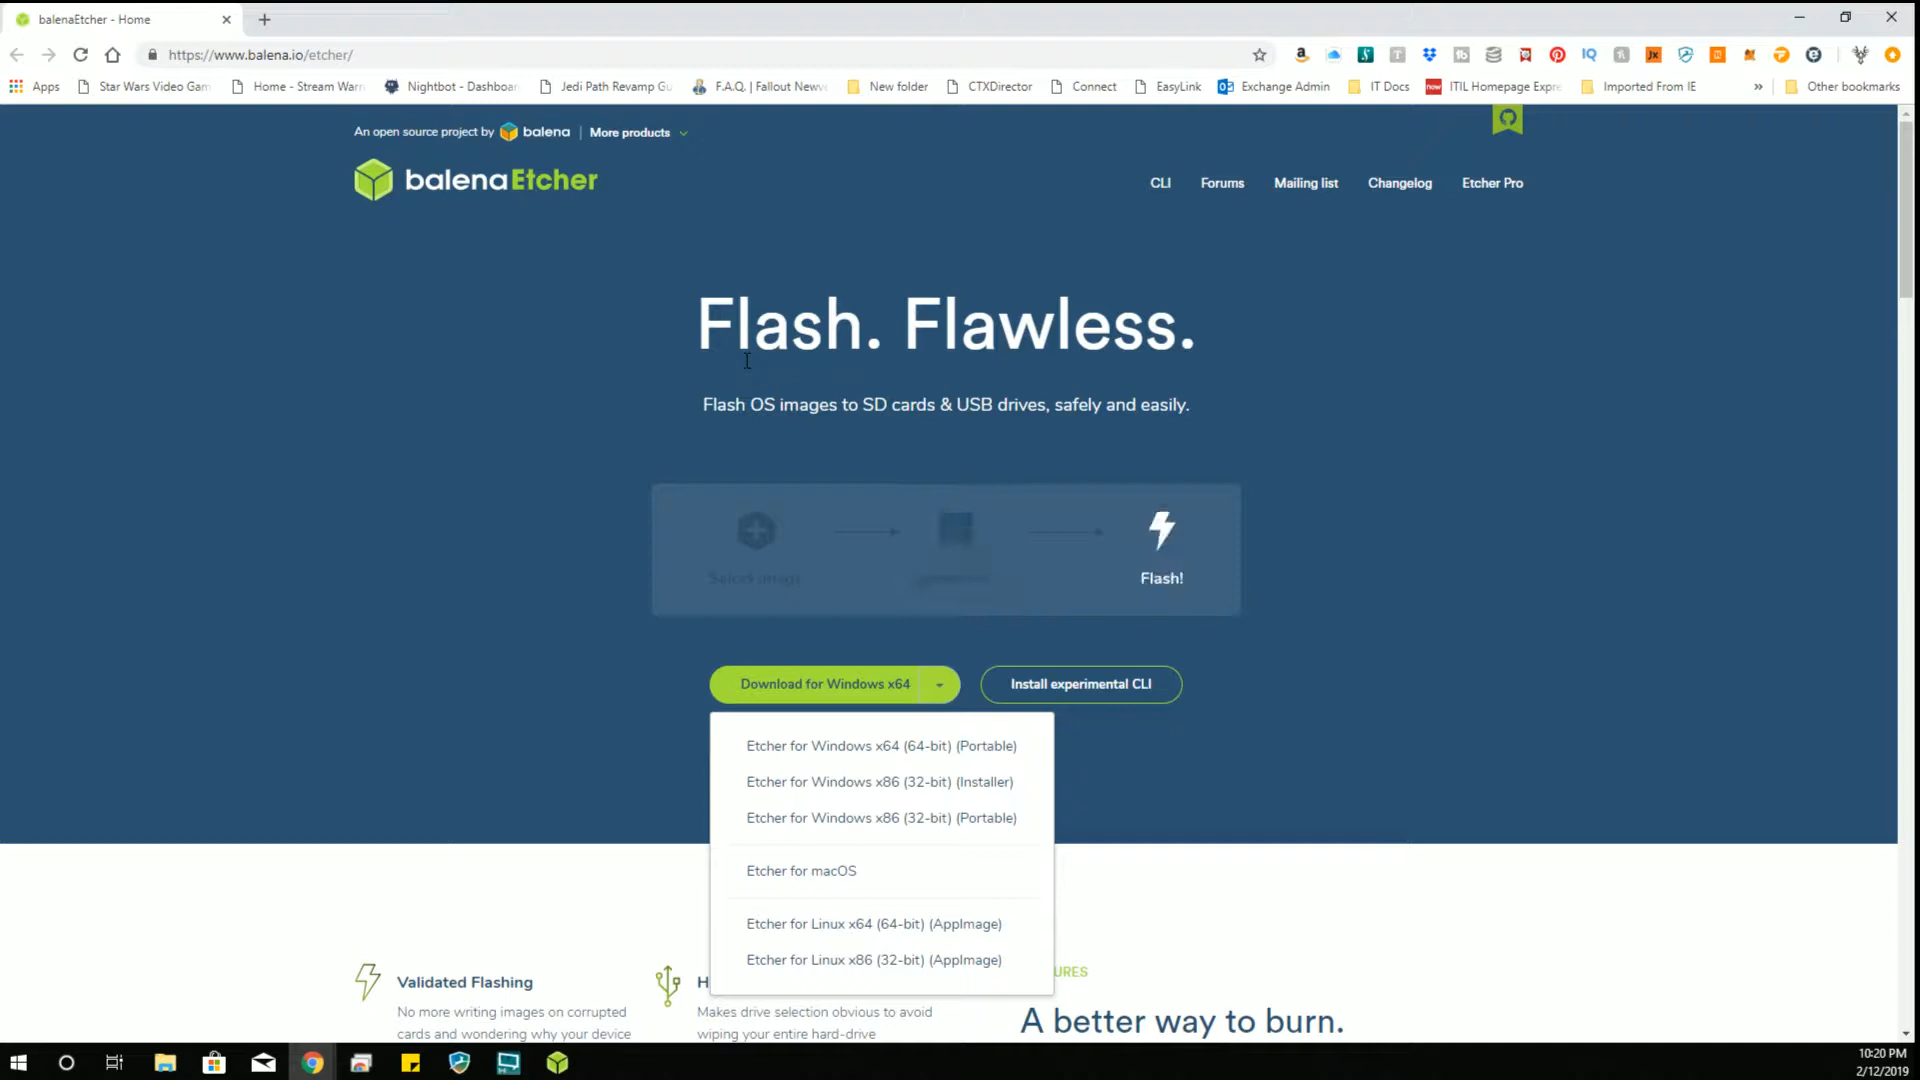 balenaEtcher - Home
https://www.balena.io/etcher/
Apps
Star Wars Video Gam
Home - Stream Warr
Nightbot - Dashboar
Jedi Path Revamp Gu
F.A.Q. | Fallout Newv
New folder
CTXDirector
Connect
EasyLink
Exchange Admin
IT Docs
ITIL Homepage Expre
Imported From IE
»
Other bookmarks
An open source project by balena | More products
balenaEtcher
CLI
Forums
Mailing list
Changelog
Etcher Pro
Flash. Flawless.
Flash OS images to SD cards & USB drives, safely and easily.
Select image
Flash!
Download for Windows x64
Install experimental CLI
Etcher for Windows x64 (64-bit) (Portable)
Etcher for Windows x86 (32-bit) (Installer)
Etcher for Windows x86 (32-bit) (Portable)
Etcher for macOS
Etcher for Linux x64 (64-bit) (AppImage)
Etcher for Linux x86 (32-bit) (AppImage)
Validated Flashing
No more writing images on corrupted
cards and wondering why your device
H
Makes drive selection obvious to avoid
wiping your entire hard-drive
URES
A better way to burn.
10:20 PM
2/12/2019